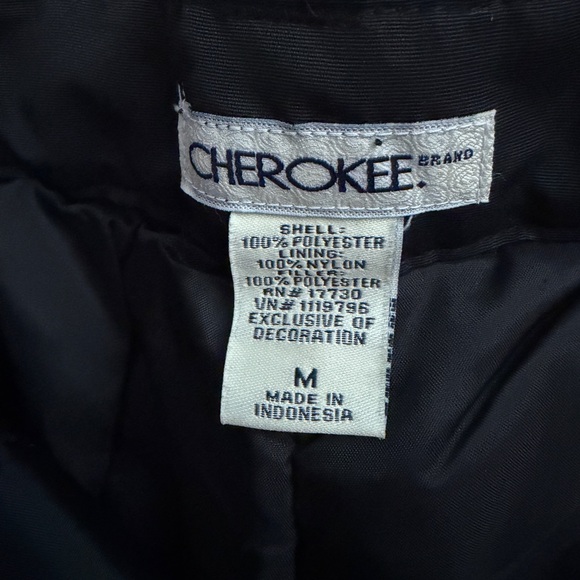 CHEROKEE. BRAND
SHELL:
100% POLYESTER
LINING:
100% NYLON
FILLER:
100% POLYESTER
RN# 17730
VN# 1119796
EXCLUSIVE OF
DECORATION
M
MADE IN
INDONESIA